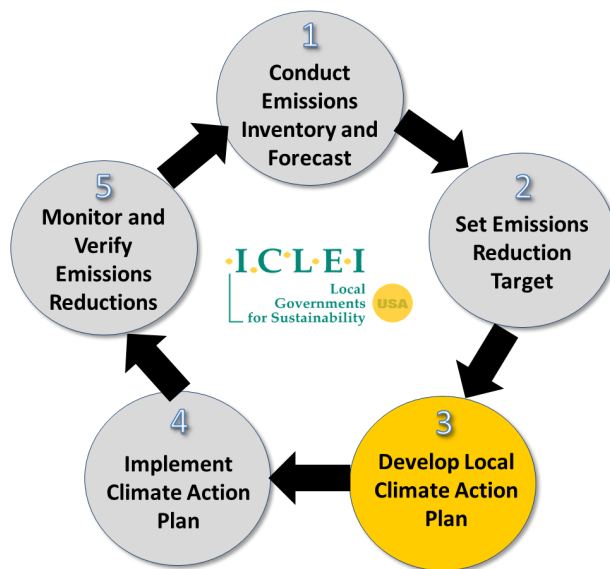 1
Conduct
Emissions
Inventory and
Forecast
2
Set Emissions
Reduction
Target
3
Develop Local
Climate Action
Plan
4
Implement
Climate Action
Plan
5
Monitor and
Verify
Emissions
Reductions
·I·C·L·E·I
Local
Governments
for Sustainability
USA